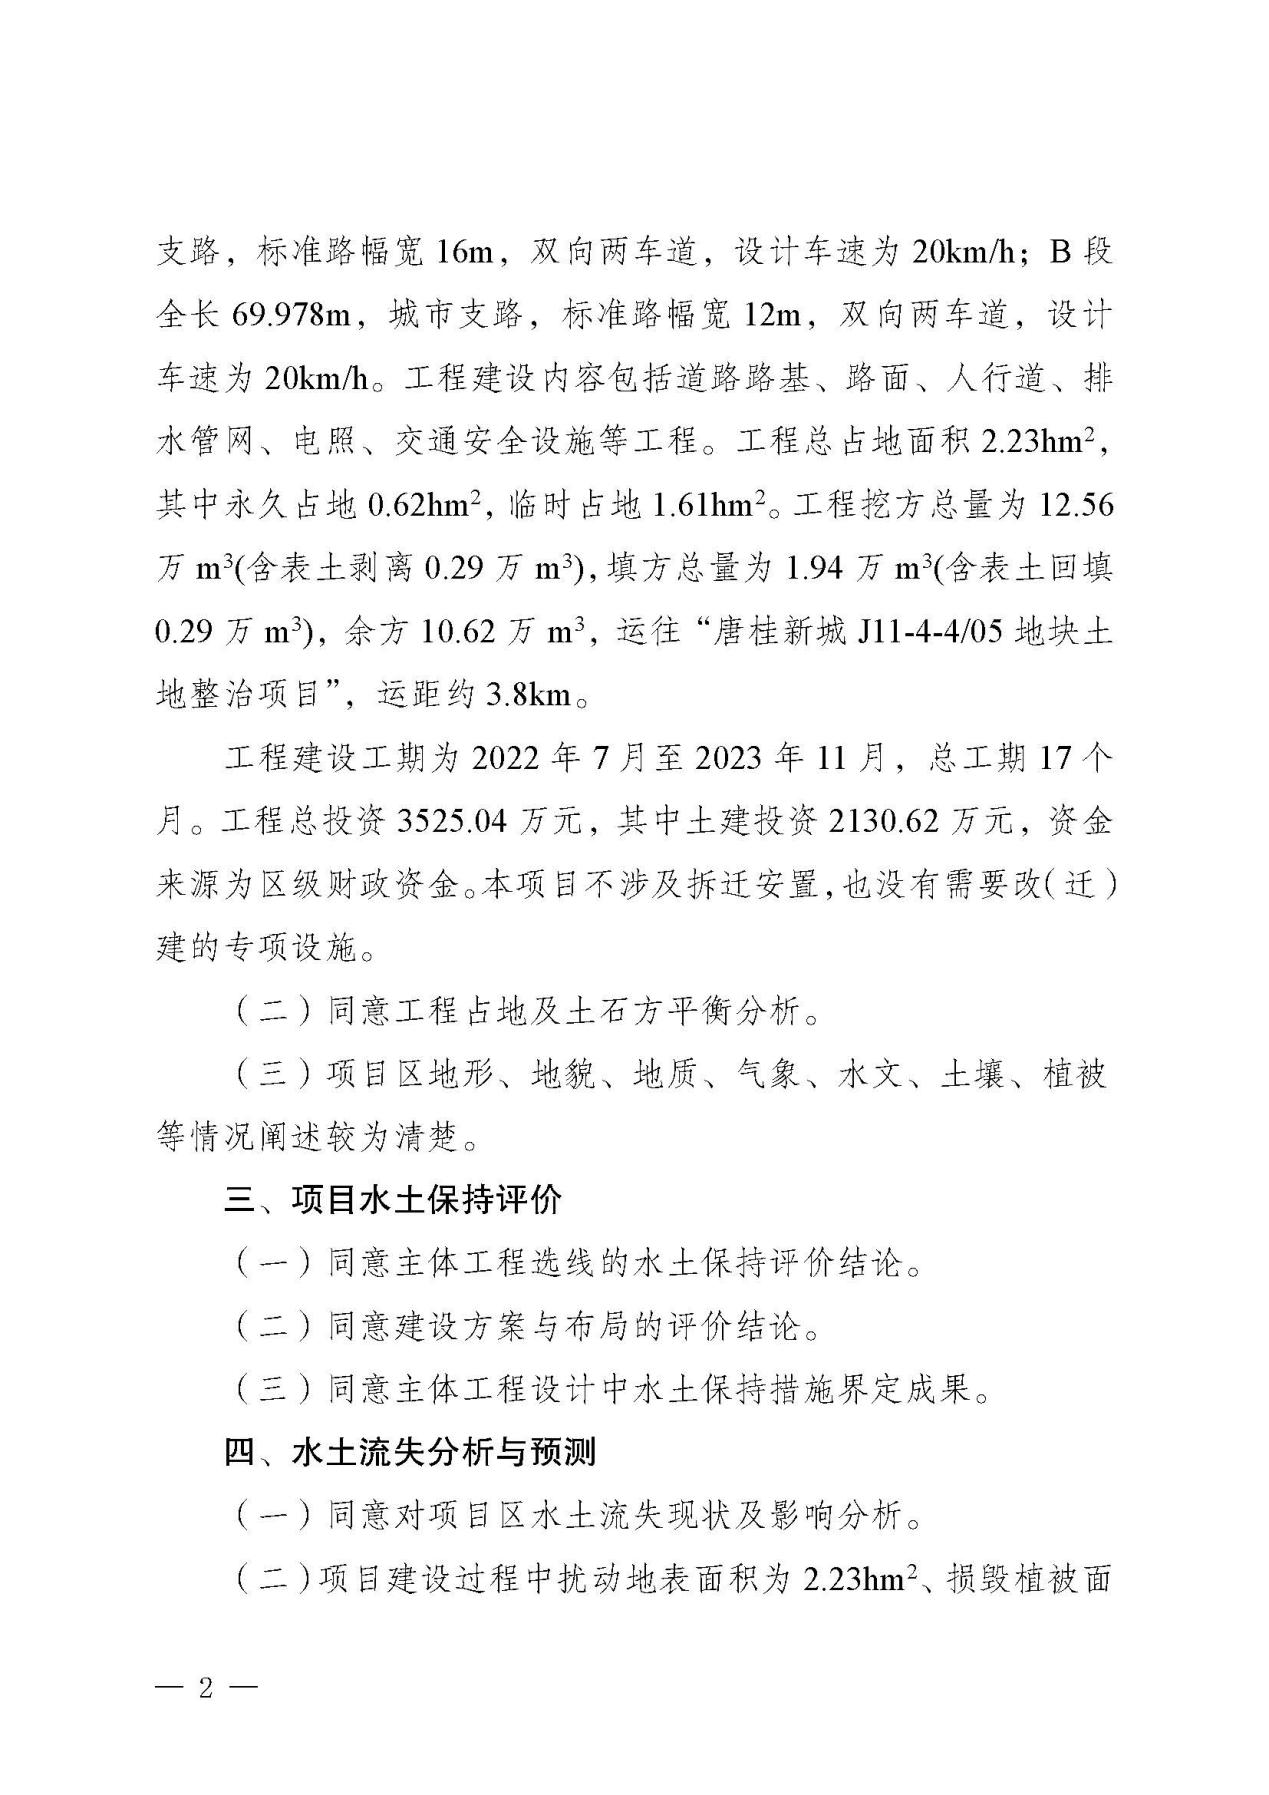 支路，标准路幅宽 16m，双向两车道，设计车速为 20km/h；B 段
全长 69.978m，城市支路，标准路幅宽 12m，双向两车道，设计
车速为 20km/h。工程建设内容包括道路路基、路面、人行道、排
水管网、电照、交通安全设施等工程。工程总占地面积 2.23hm²，
其中永久占地 0.62hm²，临时占地 1.61hm²。工程挖方总量为 12.56
万 m³(含表土剥离 0.29 万 m³)，填方总量为 1.94 万 m³(含表土回填
0.29 万 m³)，余方 10.62 万 m³，运往“唐桂新城 J11-4-4/05 地块土
地整治项目”，运距约 3.8km。
工程建设工期为 2022 年 7 月至 2023 年 11 月，总工期 17 个
月。工程总投资 3525.04 万元，其中土建投资 2130.62 万元，资金
来源为区级财政资金。本项目不涉及拆迁安置，也没有需要改（迁）
建的专项设施。
（二）同意工程占地及土石方平衡分析。
（三）项目区地形、地貌、地质、气象、水文、土壤、植被
等情况阐述较为清楚。
三、项目水土保持评价
（一）同意主体工程选线的水土保持评价结论。
（二）同意建设方案与布局的评价结论。
（三）同意主体工程设计中水土保持措施界定成果。
四、水土流失分析与预测
（一）同意对项目区水土流失现状及影响分析。
（二）项目建设过程中扰动地表面积为 2.23hm²、损毁植被面
— 2 —